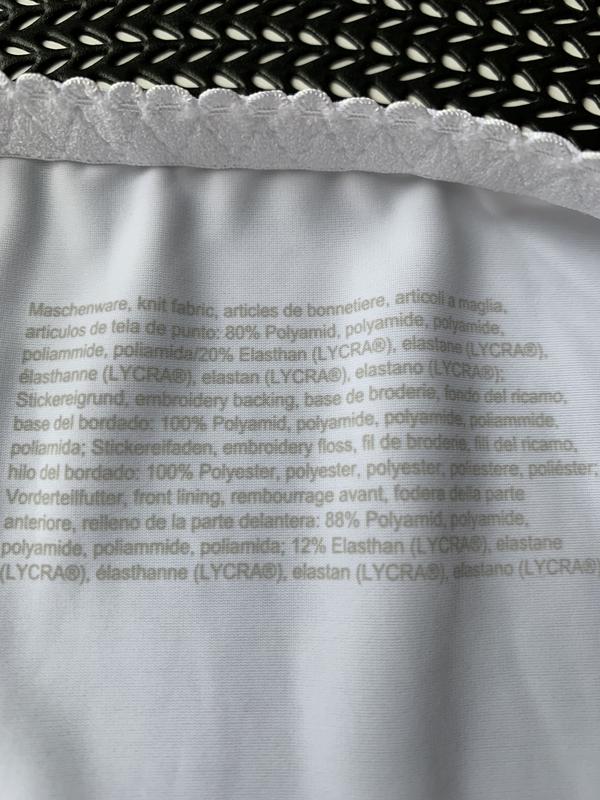 Maschenware, knit fabric, articles de bonnetiere, articoli a maglia,
articulos de tela de punto: 80% Polyamid, polyamide, polyamide,
poliammide, poliamida/20% Elasthan (LYCRA®), elastane (LYCRA®),
élasthanne (LYCRA®), elastan (LYCRA®), elastano (LYCRA®);
Stickereigrund, embroidery backing, base de broderie, fondo del ricamo,
base del bordado: 100% Polyamid, polyamide, polyamide, poliammide,
poliamida; Stickereifaden, embroidery floss, fil de broderie, fili del ricamo,
hilo del bordado: 100% Polyester, polyester, polyester, poliestere, poliéster;
Vorderteilfutter, front lining, rembourrage avant, fodera della parte
anteriore, relleno de la parte delantera: 88% Polyamid, polyamide,
polyamide, poliammide, poliamida; 12% Elasthan (LYCRA®), elastane
(LYCRA®), élasthanne (LYCRA®), elastan (LYCRA®), elastano (LYCRA®)